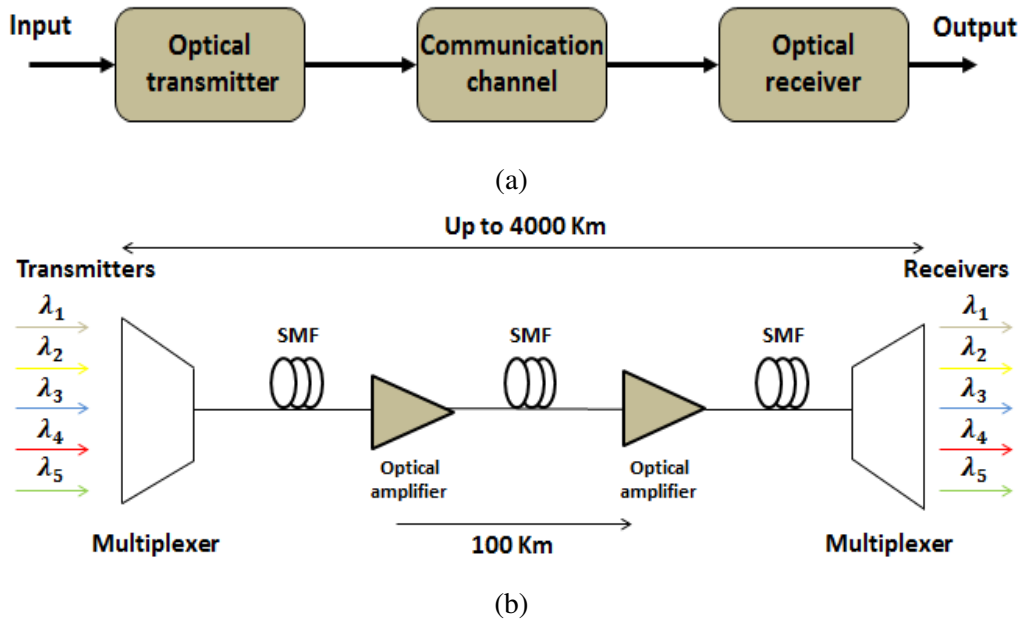 Input
Optical
transmitter
Communication
channel
Optical
receiver
Output
(a)
Up to 4000 Km
Transmitters
Receivers
λ1
λ2
λ3
λ4
λ5
SMF
SMF
SMF
λ1
λ2
λ3
λ4
λ5
Optical
amplifier
Optical
amplifier
Multiplexer
100 Km
Multiplexer
(b)